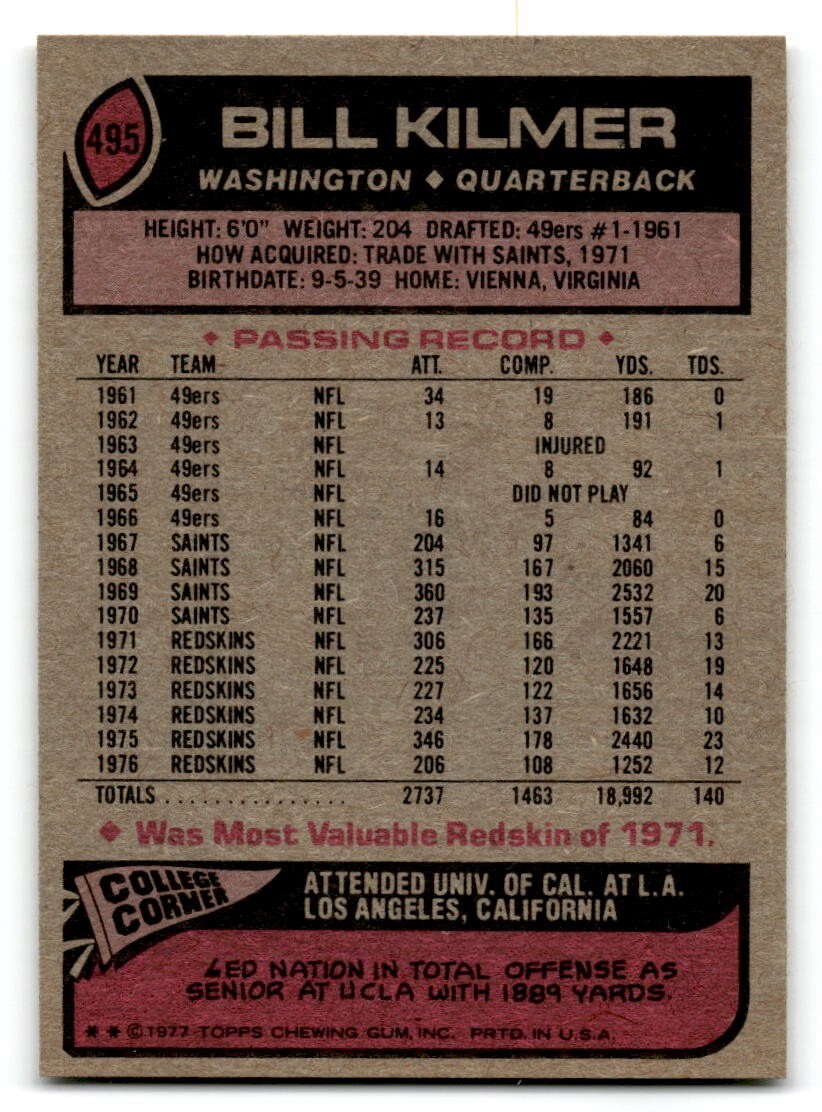 495
BILL KILMER
WASHINGTON ◆ QUARTERBACK
HEIGHT: 6'0" WEIGHT: 204 DRAFTED: 49ers #1-1961
HOW ACQUIRED: TRADE WITH SAINTS, 1971
BIRTHDATE: 9-5-39 HOME: VIENNA, VIRGINIA
◆ PASSING RECORD ◆
YEAR TEAM ATT. COMP. YDS. TDS.
1961 49ers NFL 34 19 186 0
1962 49ers NFL 13 8 191 1
1963 49ers NFL INJURED
1964 49ers NFL 14 8 92 1
1965 49ers NFL DID NOT PLAY
1966 49ers NFL 16 5 84 0
1967 SAINTS NFL 204 97 1341 6
1968 SAINTS NFL 315 167 2060 15
1969 SAINTS NFL 360 193 2532 20
1970 SAINTS NFL 237 135 1557 6
1971 REDSKINS NFL 306 166 2221 13
1972 REDSKINS NFL 225 120 1648 19
1973 REDSKINS NFL 227 122 1656 14
1974 REDSKINS NFL 234 137 1632 10
1975 REDSKINS NFL 346 178 2440 23
1976 REDSKINS NFL 206 108 1252 12
TOTALS ................ 2737 1463 18,992 140
◆ Was Most Valuable Redskin of 1971.
COLLEGE
CORNER
ATTENDED UNIV. OF CAL. AT L.A.
LOS ANGELES, CALIFORNIA
LED NATION IN TOTAL OFFENSE AS
SENIOR AT UCLA WITH 1889 YARDS.
* * © 1977 TOPPS CHEWING GUM, INC. PRTD. IN U.S.A.